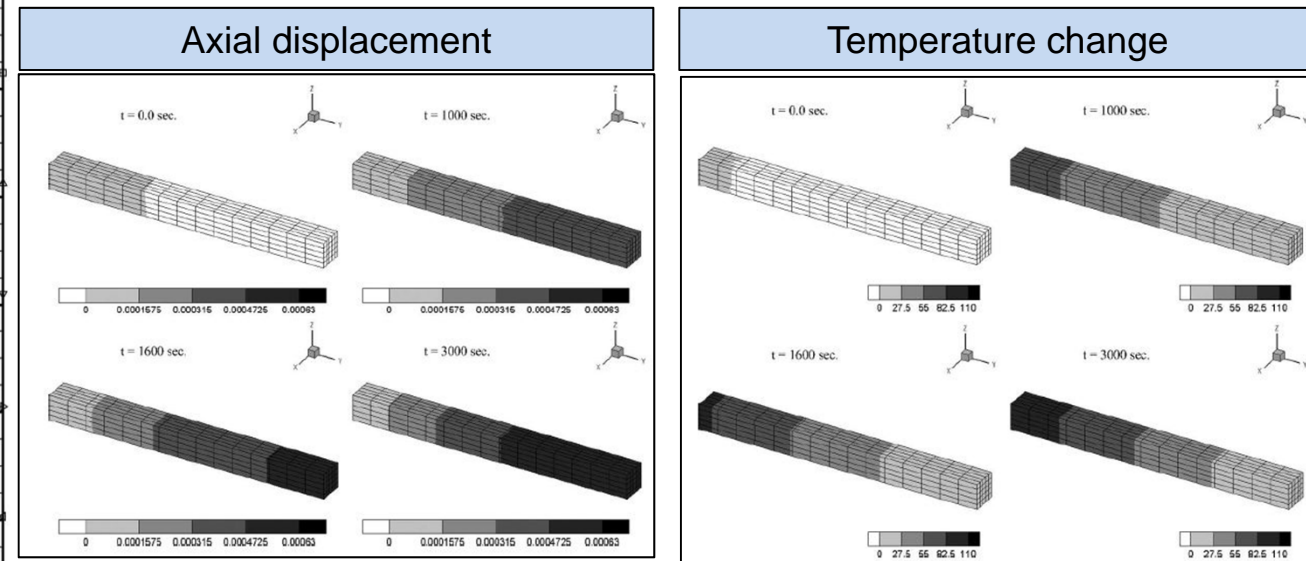 Axial displacement
t = 0.0 sec.
Z
X
Y
t = 1000 sec.
Z
X
Y
0 0.0001575 0.000315 0.0004725 0.00063
0 0.0001575 0.000315 0.0004725 0.00063
t = 1600 sec.
Z
X
Y
t = 3000 sec.
Z
X
Y
0 0.0001575 0.000315 0.0004725 0.00063
0 0.0001575 0.000315 0.0004725 0.00063
Temperature change
t = 0.0 sec.
Z
X
Y
t = 1000 sec.
Z
X
Y
0 27.5 55 82.5 110
0 27.5 55 82.5 110
t = 1600 sec.
Z
X
Y
t = 3000 sec.
Z
X
Y
0 27.5 55 82.5 110
0 27.5 55 82.5 110